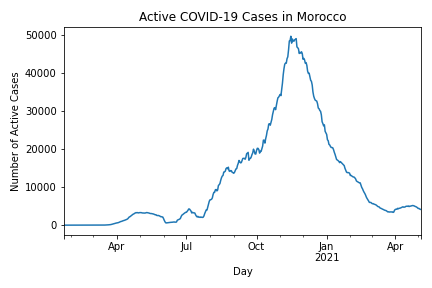 Active COVID-19 Cases in Morocco
Number of Active Cases
50000
40000
30000
20000
10000
0
Apr Jul Oct Jan Apr
2021
Day